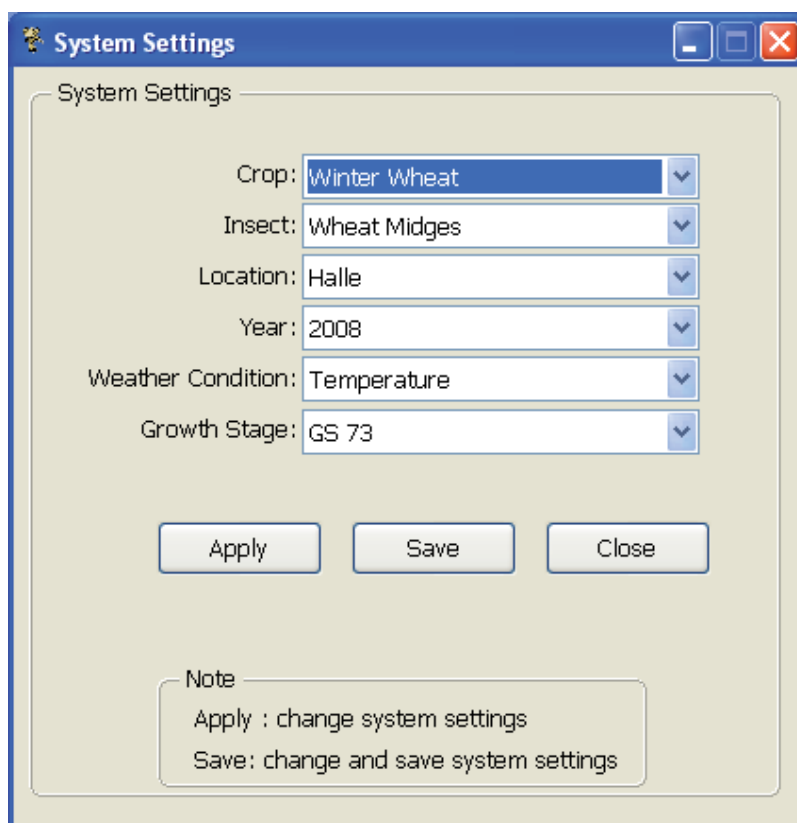 System Settings
System Settings
Crop: Winter Wheat
Insect: Wheat Midges
Location: Halle
Year: 2008
Weather Condition: Temperature
Growth Stage: GS 73
Apply Save Close
Note
Apply : change system settings
Save: change and save system settings